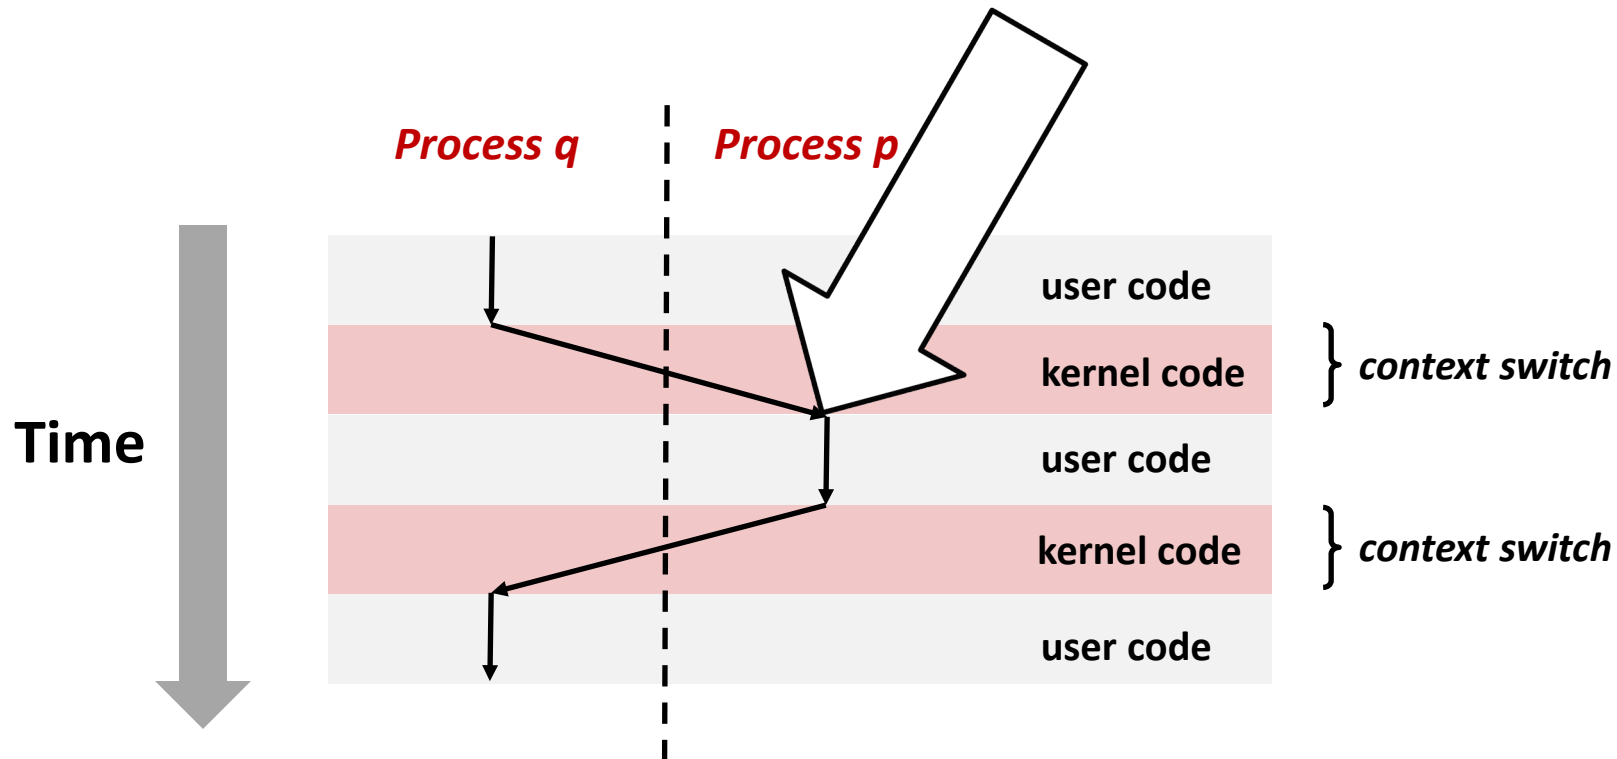 Process q
Process p
user code
kernel code
context switch
Time
user code
kernel code
context switch
user code